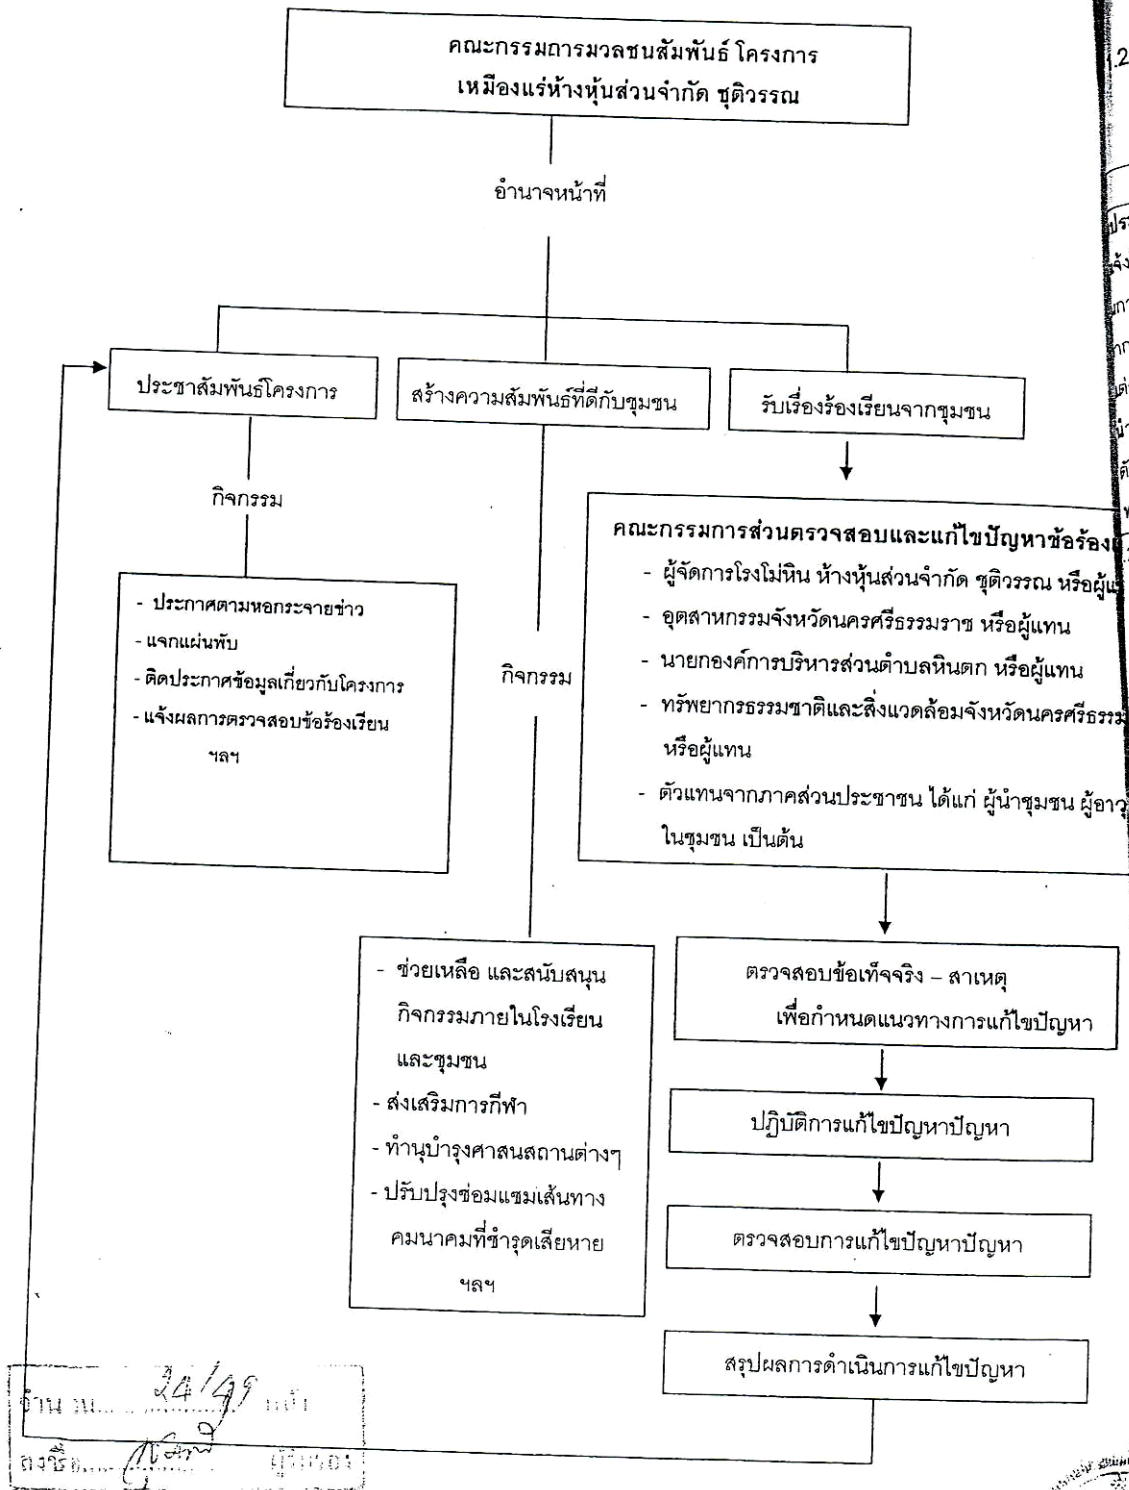 คณะกรรมการมวลชนสัมพันธ์ โครงการ
เหมืองแร่ห้างหุ้นส่วนจำกัด ชุติวรรณ
อำนาจหน้าที่
ประชาสัมพันธ์โครงการ
สร้างความสัมพันธ์ที่ดีกับชุมชน
รับเรื่องร้องเรียนจากชุมชน
กิจกรรม
- ประกาศตามหอกระจายข่าว
- แจกแผ่นพับ
- ติดประกาศข้อมูลเกี่ยวกับโครงการ
- แจ้งผลการตรวจสอบข้อร้องเรียน
ฯลฯ
กิจกรรม
คณะกรรมการส่วนตรวจสอบและแก้ไขปัญหาข้อร้อง
- ผู้จัดการโรงโม่หิน ห้างหุ้นส่วนจำกัด ชุติวรรณ หรือผู้แ
- อุตสาหกรรมจังหวัดนครศรีธรรมราช หรือผู้แทน
- นายกองค์การบริหารส่วนตำบลหินตก หรือผู้แทน
- ทรัพยากรธรรมชาติและสิ่งแวดล้อมจังหวัดนครศรีธรรม
หรือผู้แทน
- ตัวแทนจากภาคส่วนประชาชน ได้แก่ ผู้นำชุมชน ผู้อาวุ
ในชุมชน เป็นต้น
- ช่วยเหลือ และสนับสนุน
กิจกรรมภายในโรงเรียน
และชุมชน
- ส่งเสริมการกีฬา
- ทำนุบำรุงศาสนสถานต่างๆ
- ปรับปรุงซ่อมแซมเส้นทาง
คมนาคมที่ชำรุดเสียหาย
ฯลฯ
ตรวจสอบข้อเท็จจริง – สาเหตุ
เพื่อกำหนดแนวทางการแก้ไขปัญหา
ปฏิบัติการแก้ไขปัญหาปัญหา
ตรวจสอบการแก้ไขปัญหาปัญหา
สรุปผลการดำเนินการแก้ไขปัญหา
จำนวน 24/49 หน้า
ลงชื่อ ผู้รับรอง